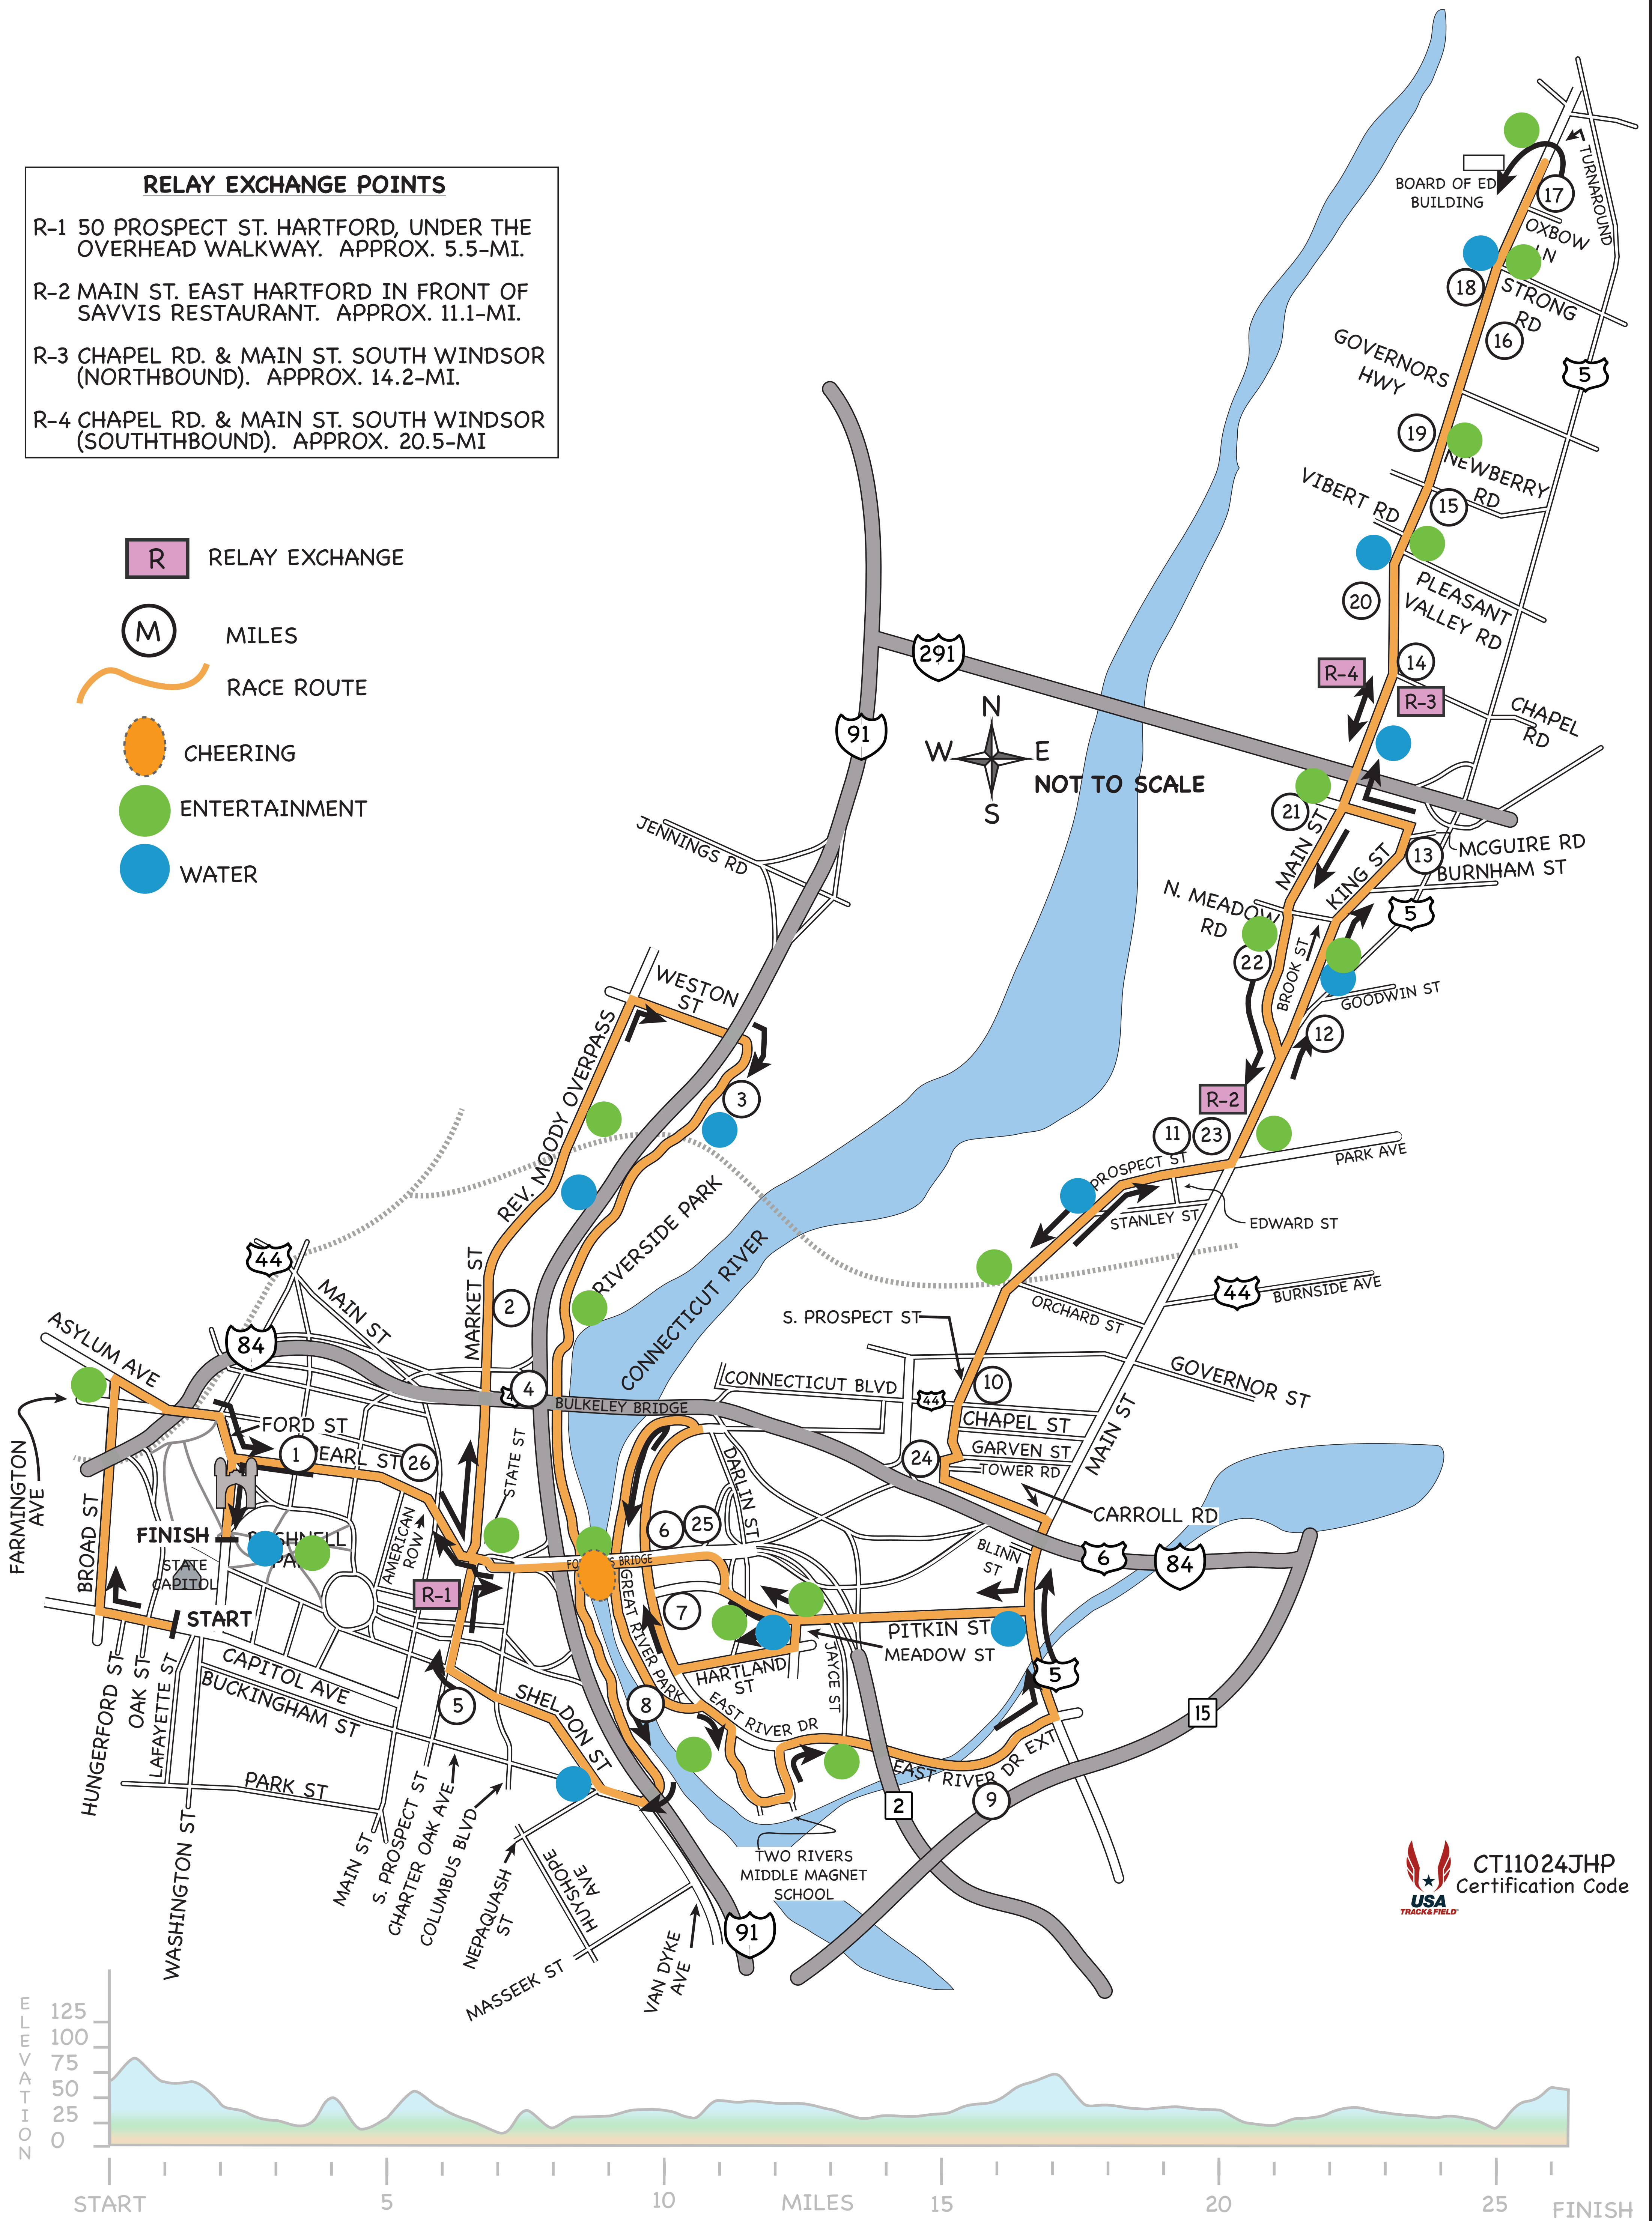 RELAY EXCHANGE POINTS
R-1 50 PROSPECT ST. HARTFORD, UNDER THE
OVERHEAD WALKWAY. APPROX. 5.5-MI.
R-2 MAIN ST. EAST HARTFORD IN FRONT OF
SAVVIS RESTAURANT. APPROX. 11.1-MI.
R-3 CHAPEL RD. & MAIN ST. SOUTH WINDSOR
(NORTHBOUND). APPROX. 14.2-MI.
R-4 CHAPEL RD. & MAIN ST. SOUTH WINDSOR
(SOUTHTHBOUND). APPROX. 20.5-MI
R RELAY EXCHANGE
M MILES
RACE ROUTE
CHEERING
ENTERTAINMENT
WATER
BOARD OF ED
BUILDING
TURNAROUND
17
OXBOW
LN
18
STRONG
RD
16
GOVERNORS
HWY
5
19
NEWBERRY
RD
15
VIBERT RD
20
PLEASANT
VALLEY RD
14
R-4
R-3
CHAPEL
RD
291
91
N
W E
S
NOT TO SCALE
21
MAIN ST
KING ST
13
MCGUIRE RD
BURNHAM ST
5
N. MEADOW
RD
22
BROOK ST
GOODWIN ST
12
JENNINGS RD
WESTON
ST
REV. MOODY OVERPASS
3
R-2
11
23
PROSPECT ST
PARK AVE
STANLEY ST
EDWARD ST
RIVERSIDE PARK
CONNECTICUT RIVER
MARKET ST
2
44
MAIN ST
84
ASYLUM AVE
ORCHARD ST
44
BURNSIDE AVE
S. PROSPECT ST
10
GOVERNOR ST
CONNECTICUT BLVD
44
CHAPEL ST
GARVEN ST
TOWER RD
24
MAIN ST
CARROLL RD
4
BULKELEY BRIDGE
FORD ST
1
PEARL ST
26
STATE ST
DARLIN ST
FARMINGTON
AVE
BROAD ST
FINISH
STATE
CAPITOL
START
AMERICAN
ROW
R-1
6
25
BRIDGE
7
GREAT RIVER PARK
BLINN
ST
6
84
PITKIN ST
MEADOW ST
HARTLAND
ST
JAYCE ST
5
15
8
EAST RIVER DR
EAST RIVER DR EXT
9
2
TWO RIVERS
MIDDLE MAGNET
SCHOOL
HUNGERFORD ST
OAK ST
LAFAYETTE ST
CAPITOL AVE
BUCKINGHAM ST
5
SHELDON ST
PARK ST
WASHINGTON ST
MAIN ST
S. PROSPECT ST
CHARTER OAK AVE
COLUMBUS BLVD
NEPAQUASH
ST
HUYSHOPE
AVE
MASSEEK ST
VAN DYKE
AVE
91
USA
TRACK&FIELD
CT11024JHP
Certification Code
ELEVATION
125
100
75
50
25
0
START 5 10 MILES 15 20 25 FINISH